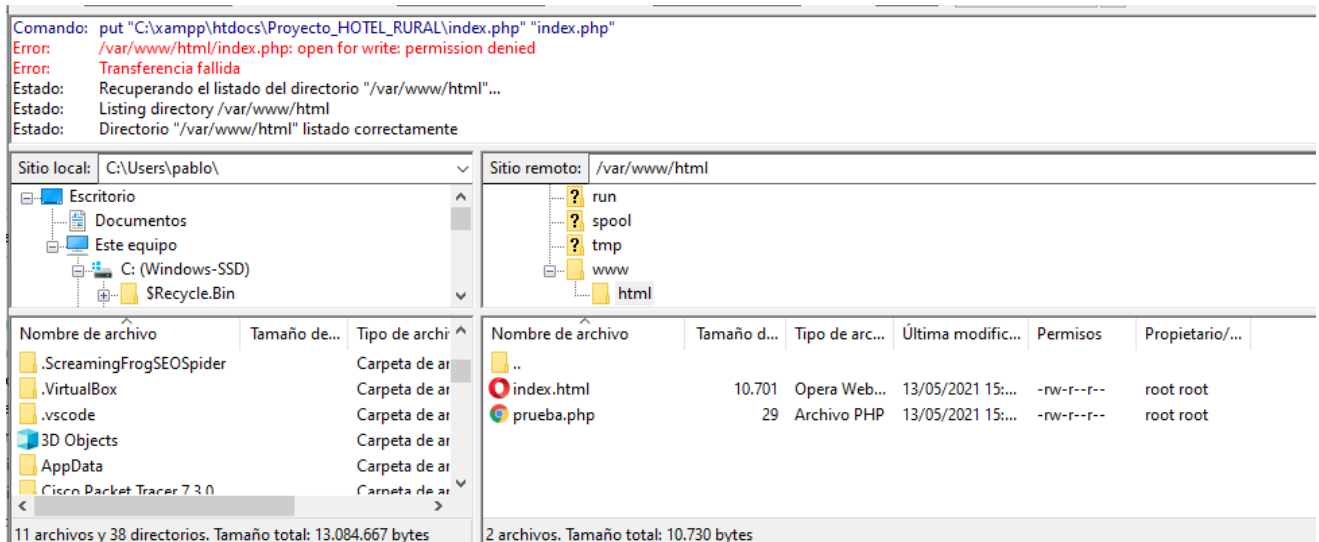 Comando: put "C:\xampp\htdocs\Proyecto_HOTEL_RURAL\index.php" "index.php"
Error: /var/www/html/index.php: open for write: permission denied
Error: Transferencia fallida
Estado: Recuperando el listado del directorio "/var/www/html"...
Estado: Listing directory /var/www/html
Estado: Directorio "/var/www/html" listado correctamente
Sitio local: C:\Users\pablo\
Escritorio
Documentos
Este equipo
C: (Windows-SSD)
$Recycle.Bin
Sitio remoto: /var/www/html
? run
? spool
? tmp
www
html
Nombre de archivo Tamaño de... Tipo de archiv
.ScreamingFrogSEOSpider Carpeta de ar
.VirtualBox Carpeta de ar
.vscode Carpeta de ar
3D Objects Carpeta de ar
AppData Carpeta de ar
Cisco Packet Tracer 7.3.0 Carpeta de ar
11 archivos y 38 directorios. Tamaño total: 13.084.667 bytes
Nombre de archivo Tamaño d... Tipo de arc... Última modific... Permisos Propietario/...
..
index.html 10.701 Opera Web... 13/05/2021 15:... -rw-r--r-- root root
prueba.php 29 Archivo PHP 13/05/2021 15:... -rw-r--r-- root root
2 archivos. Tamaño total: 10.730 bytes